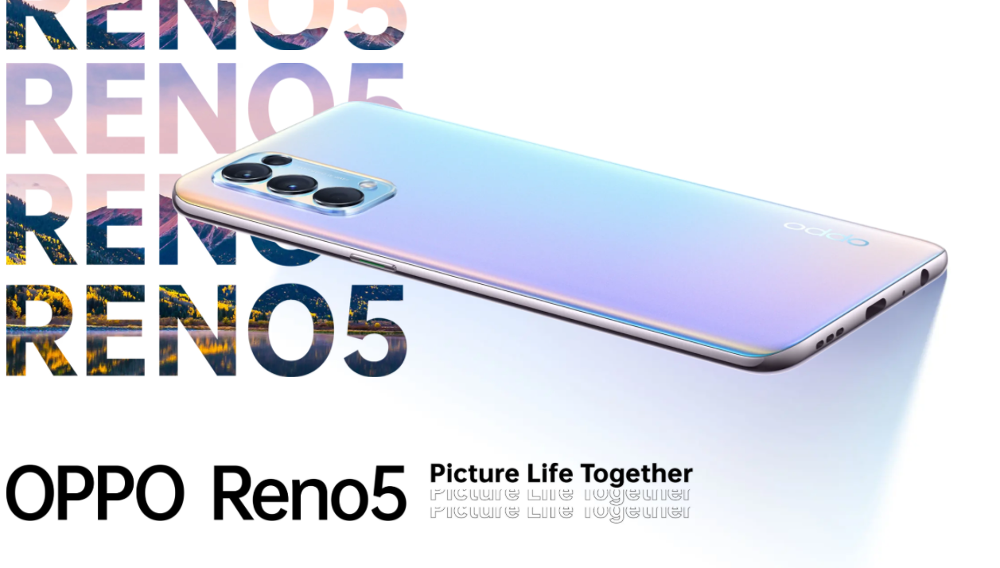 RENO5
RENO5
RENO5
RENO5
oppo
OPPO Reno5
Picture Life Together
Picture Life Together
Picture Life Together